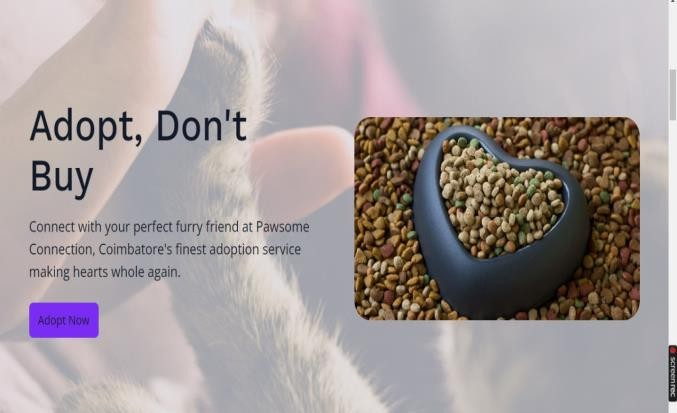 Adopt, Don't
Buy
Connect with your perfect furry friend at Pawsome
Connection, Coimbatore's finest adoption service
making hearts whole again.
Adopt Now
screenrec